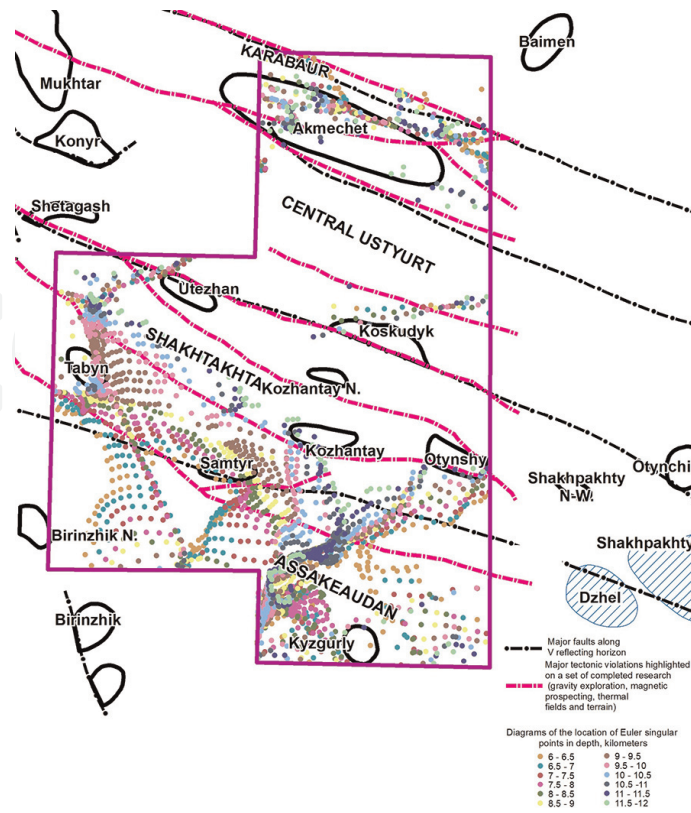 Baimen
KARABAUR
Mukhtar
Akmechet
Konyr
Shetagash
CENTRAL USTYURT
Utezhan
Koskudyk
SHAKHTAKHTA
Tabyn
Kozhantay N.
Kozhantay
Otynshy
Samtyr
Otynchi
Shakhpakhty
N-W.
Birinzhik N.
Shakhpakhty
ASSAKEAUDAN
Dzhel
Birinzhik
Kyzgurly
Major faults along
V reflecting horizon
Major tectonic violations highlighted
on a set of completed research
(gravity exploration, magnetic
prospecting, thermal
fields and terrain)
Diagrams of the location of Euler singular
points in depth, kilometers
6 - 6.5
6.5 - 7
7 - 7.5
7.5 - 8
8 - 8.5
8.5 - 9
9 - 9.5
9.5 - 10
10 - 10.5
10.5 -11
11 - 11.5
11.5 -12